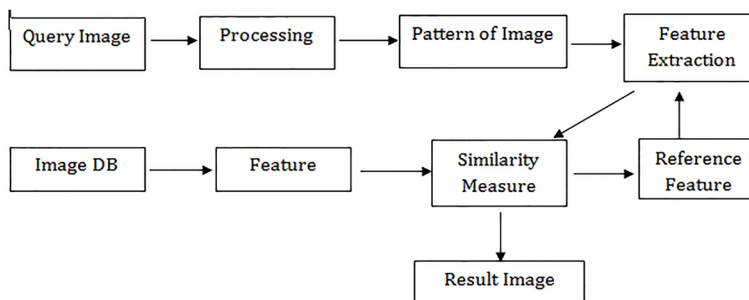 Query Image
Processing
Pattern of Image
Feature
Extraction
Image DB
Feature
Similarity
Measure
Reference
Feature
Result Image